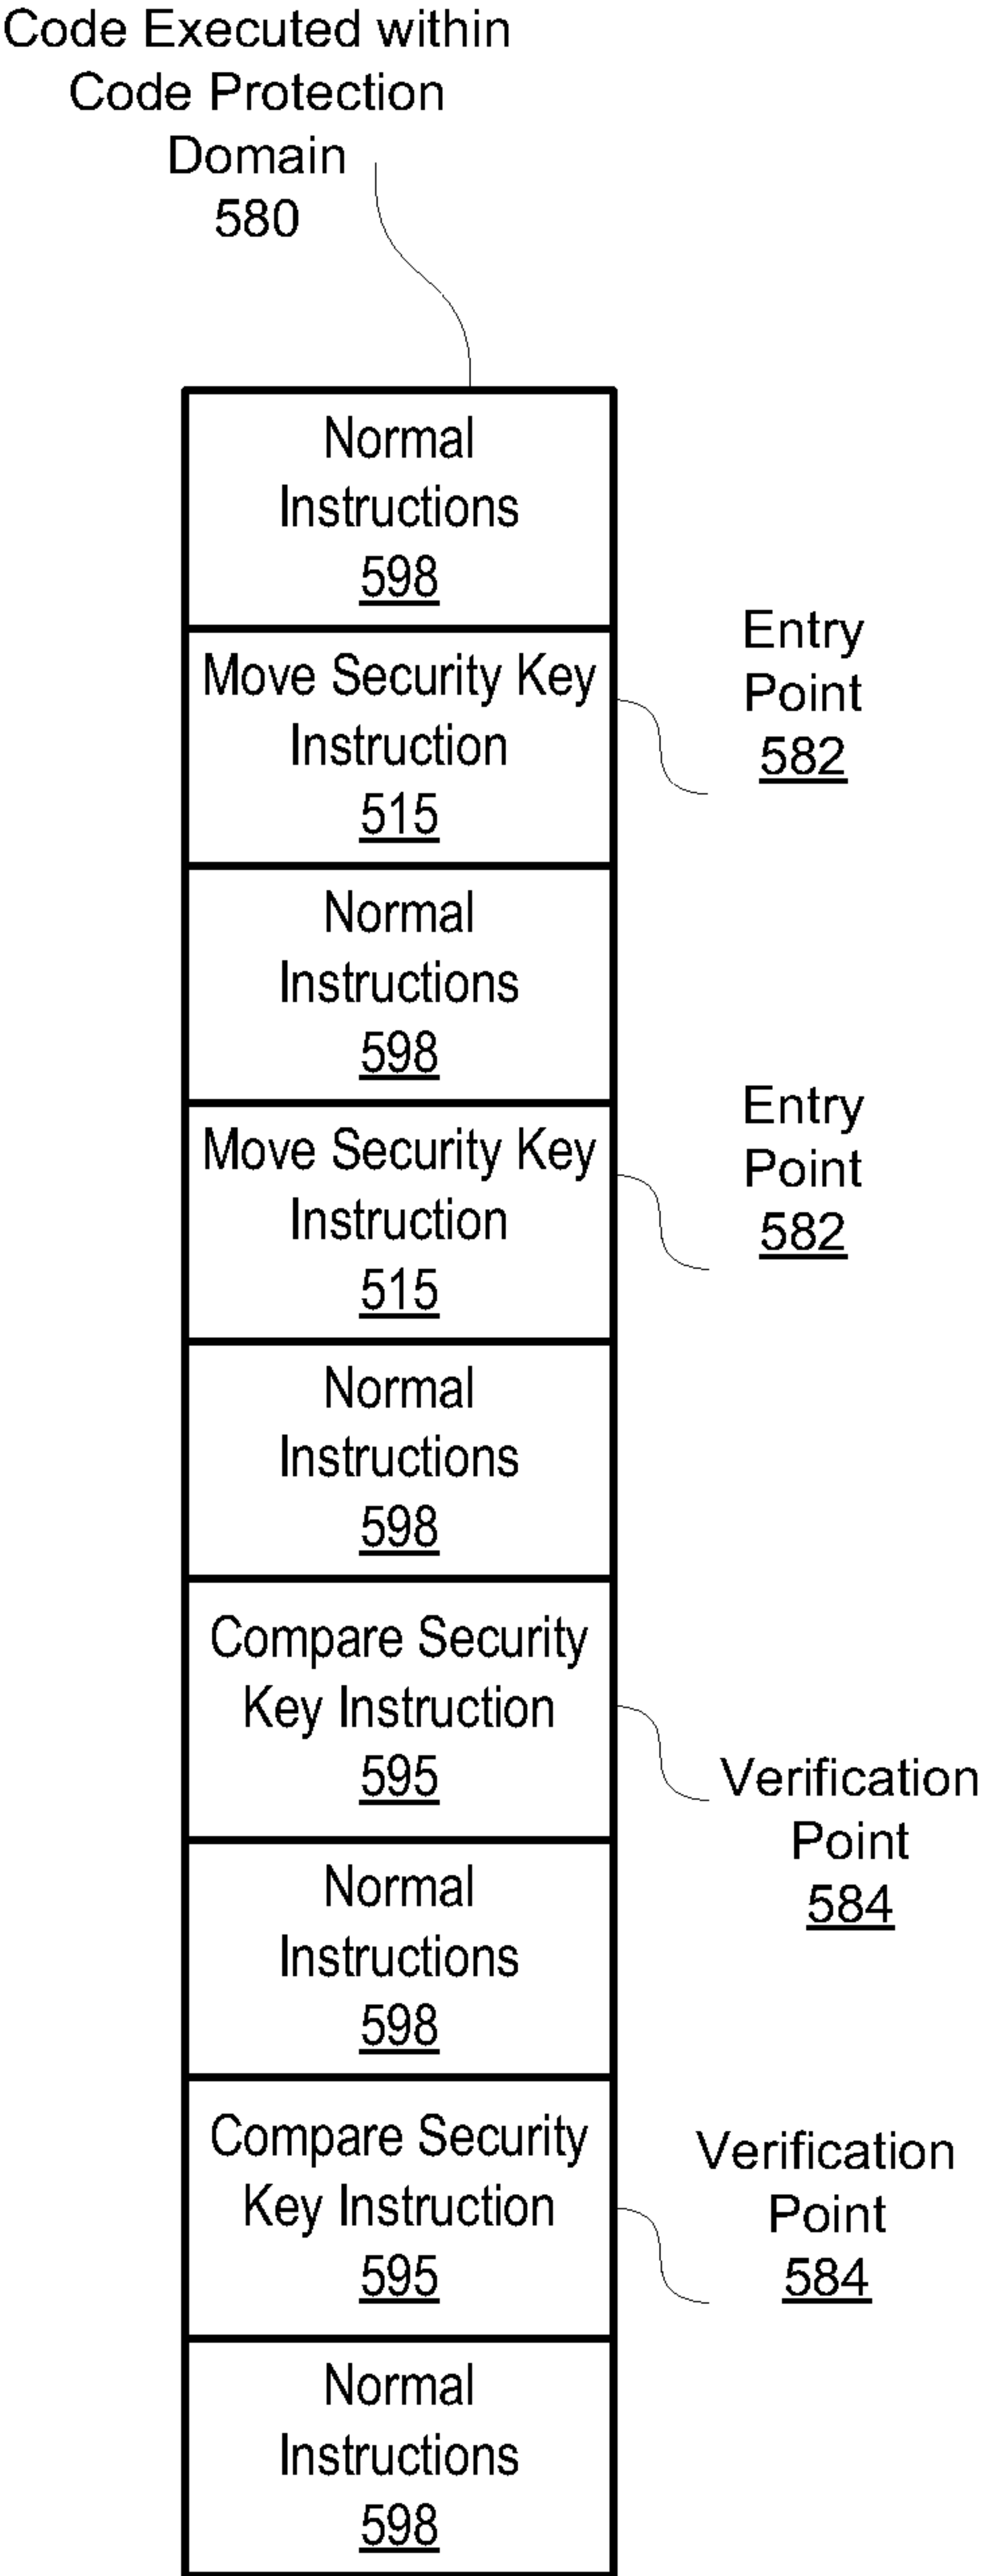 Code Executed within
Code Protection
Domain
580
Normal
Instructions
598
Move Security Key
Instruction
515
Entry
Point
582
Normal
Instructions
598
Move Security Key
Instruction
515
Entry
Point
582
Normal
Instructions
598
Compare Security
Key Instruction
595
Verification
Point
584
Normal
Instructions
598
Compare Security
Key Instruction
595
Verification
Point
584
Normal
Instructions
598